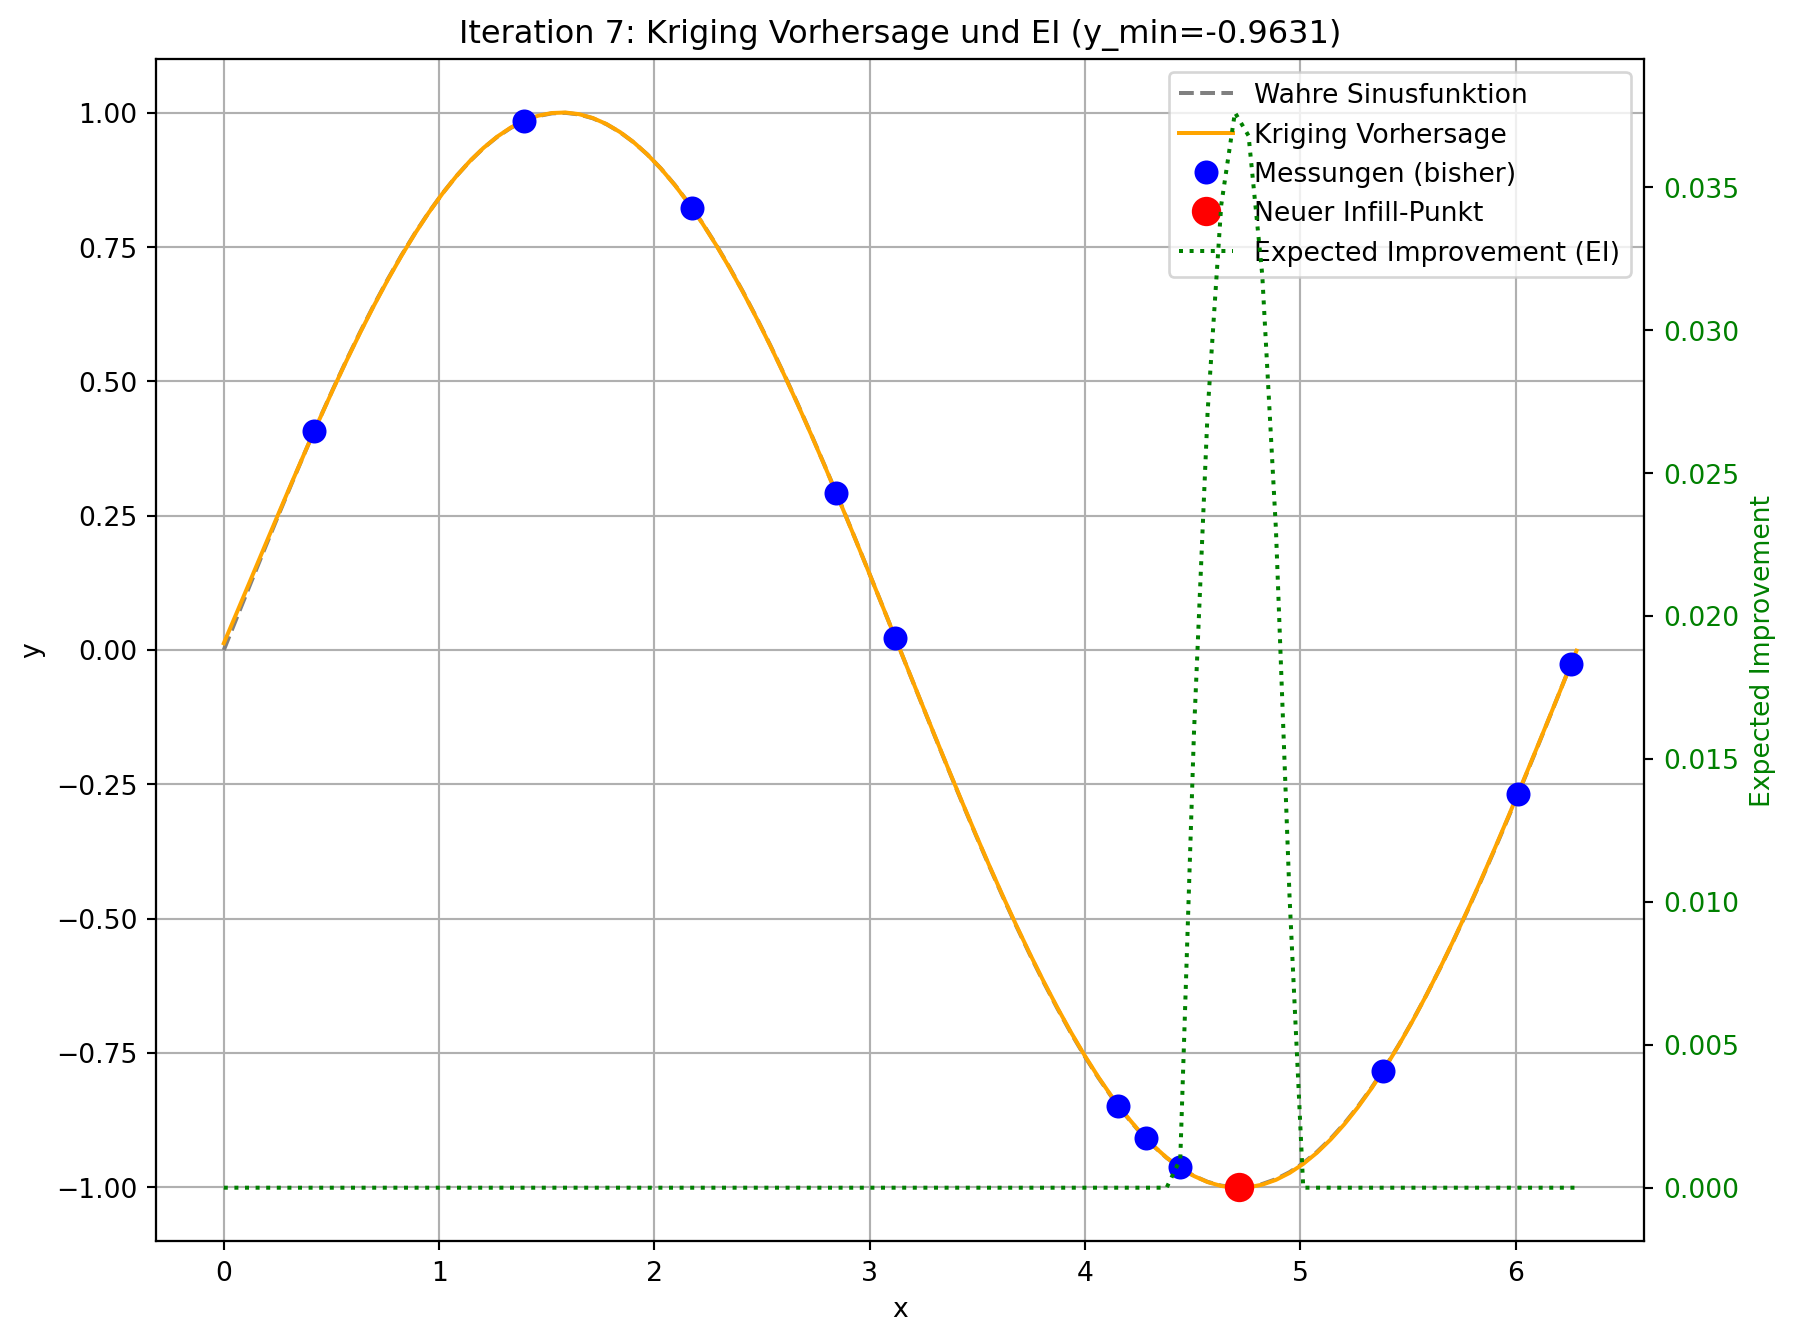 Iteration 7: Kriging Vorhersage und EI (y_min=-0.9631)
Wahre Sinusfunktion
Kriging Vorhersage
Messungen (bisher)
Neuer Infill-Punkt
Expected Improvement (EI)
1.00
0.75
0.50
0.25
0.00
−0.25
−0.50
−0.75
−1.00
y
0.035
0.030
0.025
0.020
0.015
0.010
0.005
0.000
Expected Improvement
0 1 2 3 4 5 6
x